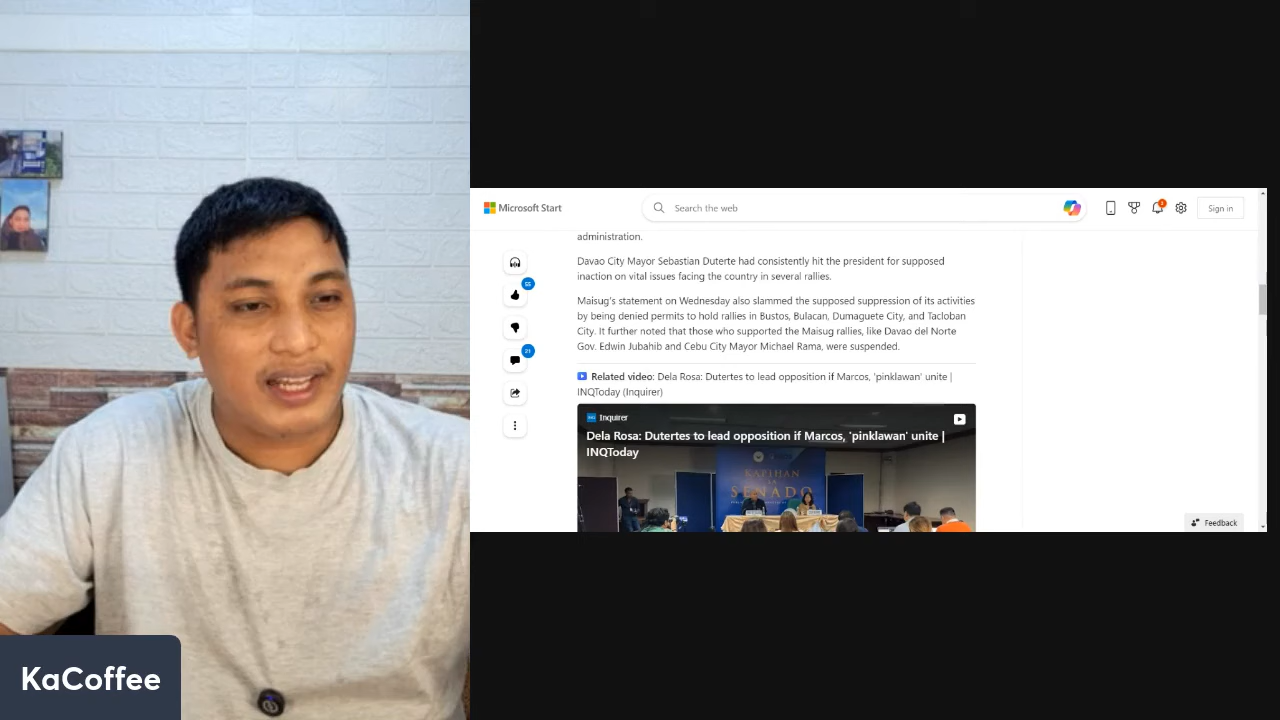 KaCoffee
Microsoft Start
Search the web
Sign in
administration.
Davao City Mayor Sebastian Duterte had consistently hit the president for supposed
inaction on vital issues facing the country in several rallies.
Maisug's statement on Wednesday also slammed the supposed suppression of its activities
by being denied permits to hold rallies in Bustos, Bulacan, Dumaguete City, and Tacloban
City. It further noted that those who supported the Maisug rallies, like Davao del Norte
Gov. Edwin Jubahib and Cebu City Mayor Michael Rama, were suspended.
55
21
Related video: Dela Rosa: Dutertes to lead opposition if Marcos, 'pinklawan' unite |
INQToday (Inquirer)
Inquirer
Dela Rosa: Dutertes to lead opposition if Marcos, 'pinklawan' unite |
INQToday
KAPIHAN
SENADO
Feedback